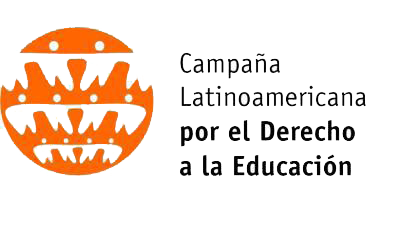 Campaña
Latinoamericana
por el Derecho
a la Educación